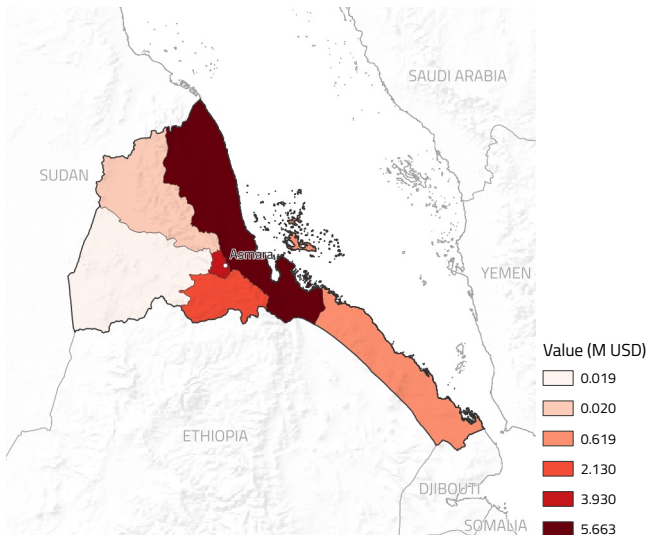 SAUDI ARABIA
SUDAN
Asmara
YEMEN
Value (M USD)
0.019
0.020
0.619
ETHIOPIA
2.130
DJIBOUTI
3.930
SOMALIA
5.663